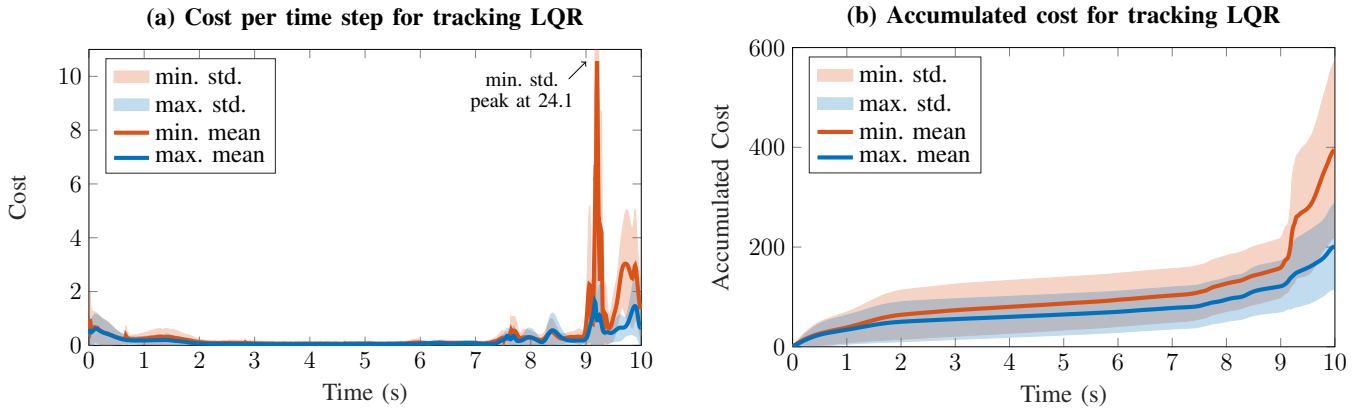 (a) Cost per time step for tracking LQR
min. std.
max. std.
min. mean
max. mean
min. std.
peak at 24.1
10
8
6
4
2
0
Cost
0 1 2 3 4 5 6 7 8 9 10
Time (s)
(b) Accumulated cost for tracking LQR
min. std.
max. std.
min. mean
max. mean
600
400
200
0
Accumulated Cost
0 1 2 3 4 5 6 7 8 9 10
Time (s)